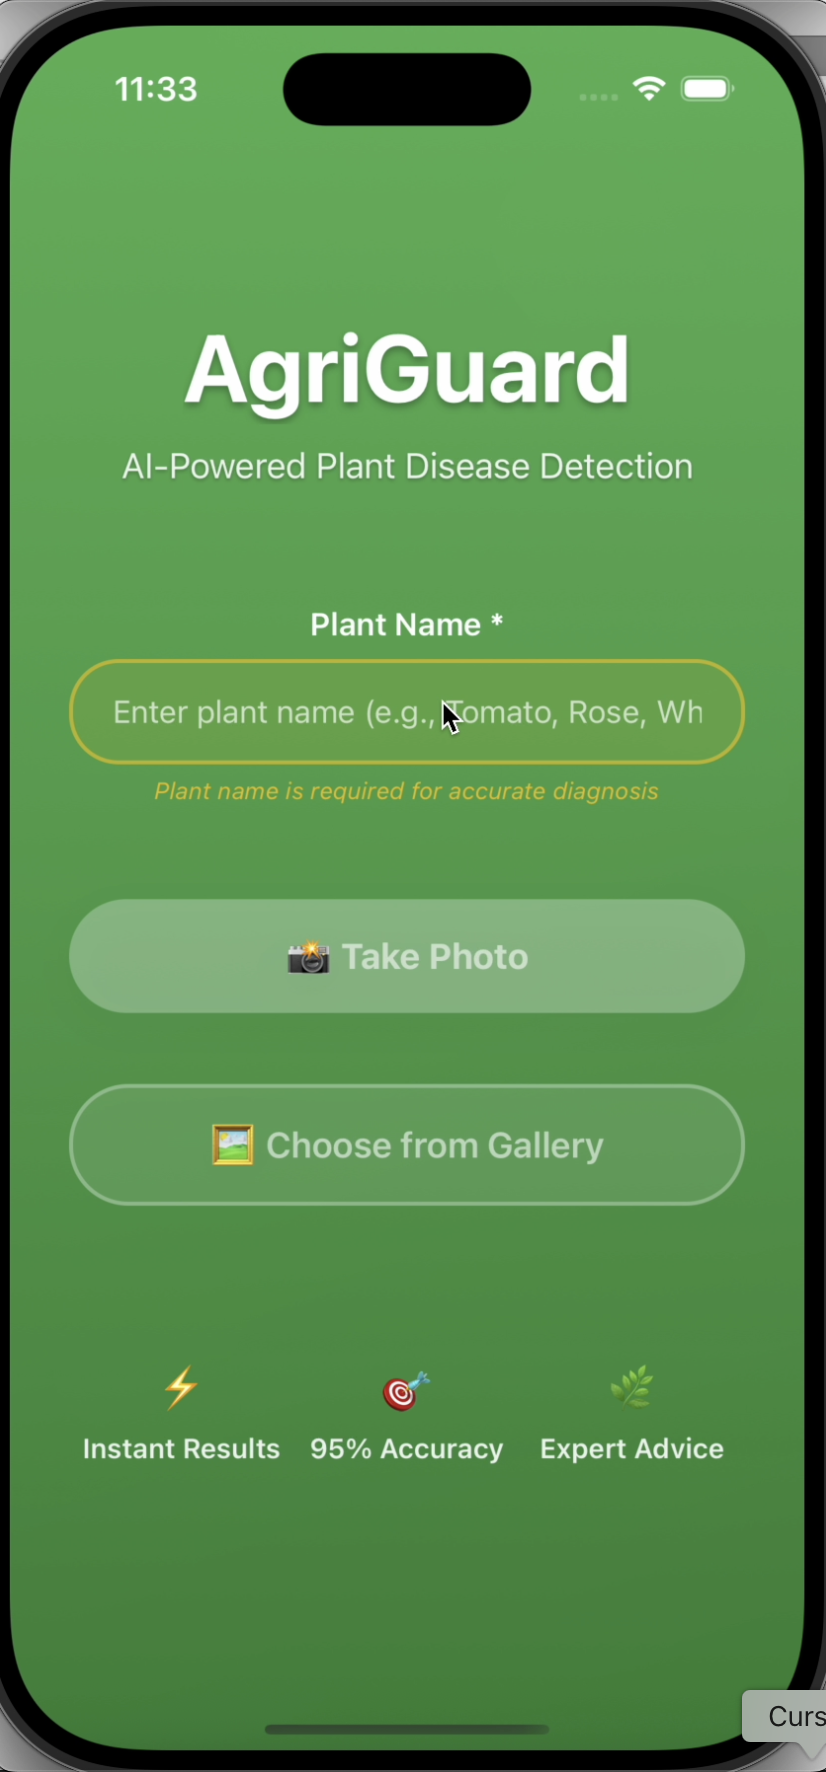 11:33
AgriGuard
AI-Powered Plant Disease Detection
Plant Name *
Enter plant name (e.g., Tomato, Rose, Wh
Plant name is required for accurate diagnosis
Take Photo
Choose from Gallery
Instant Results 95% Accuracy Expert Advice
Curs